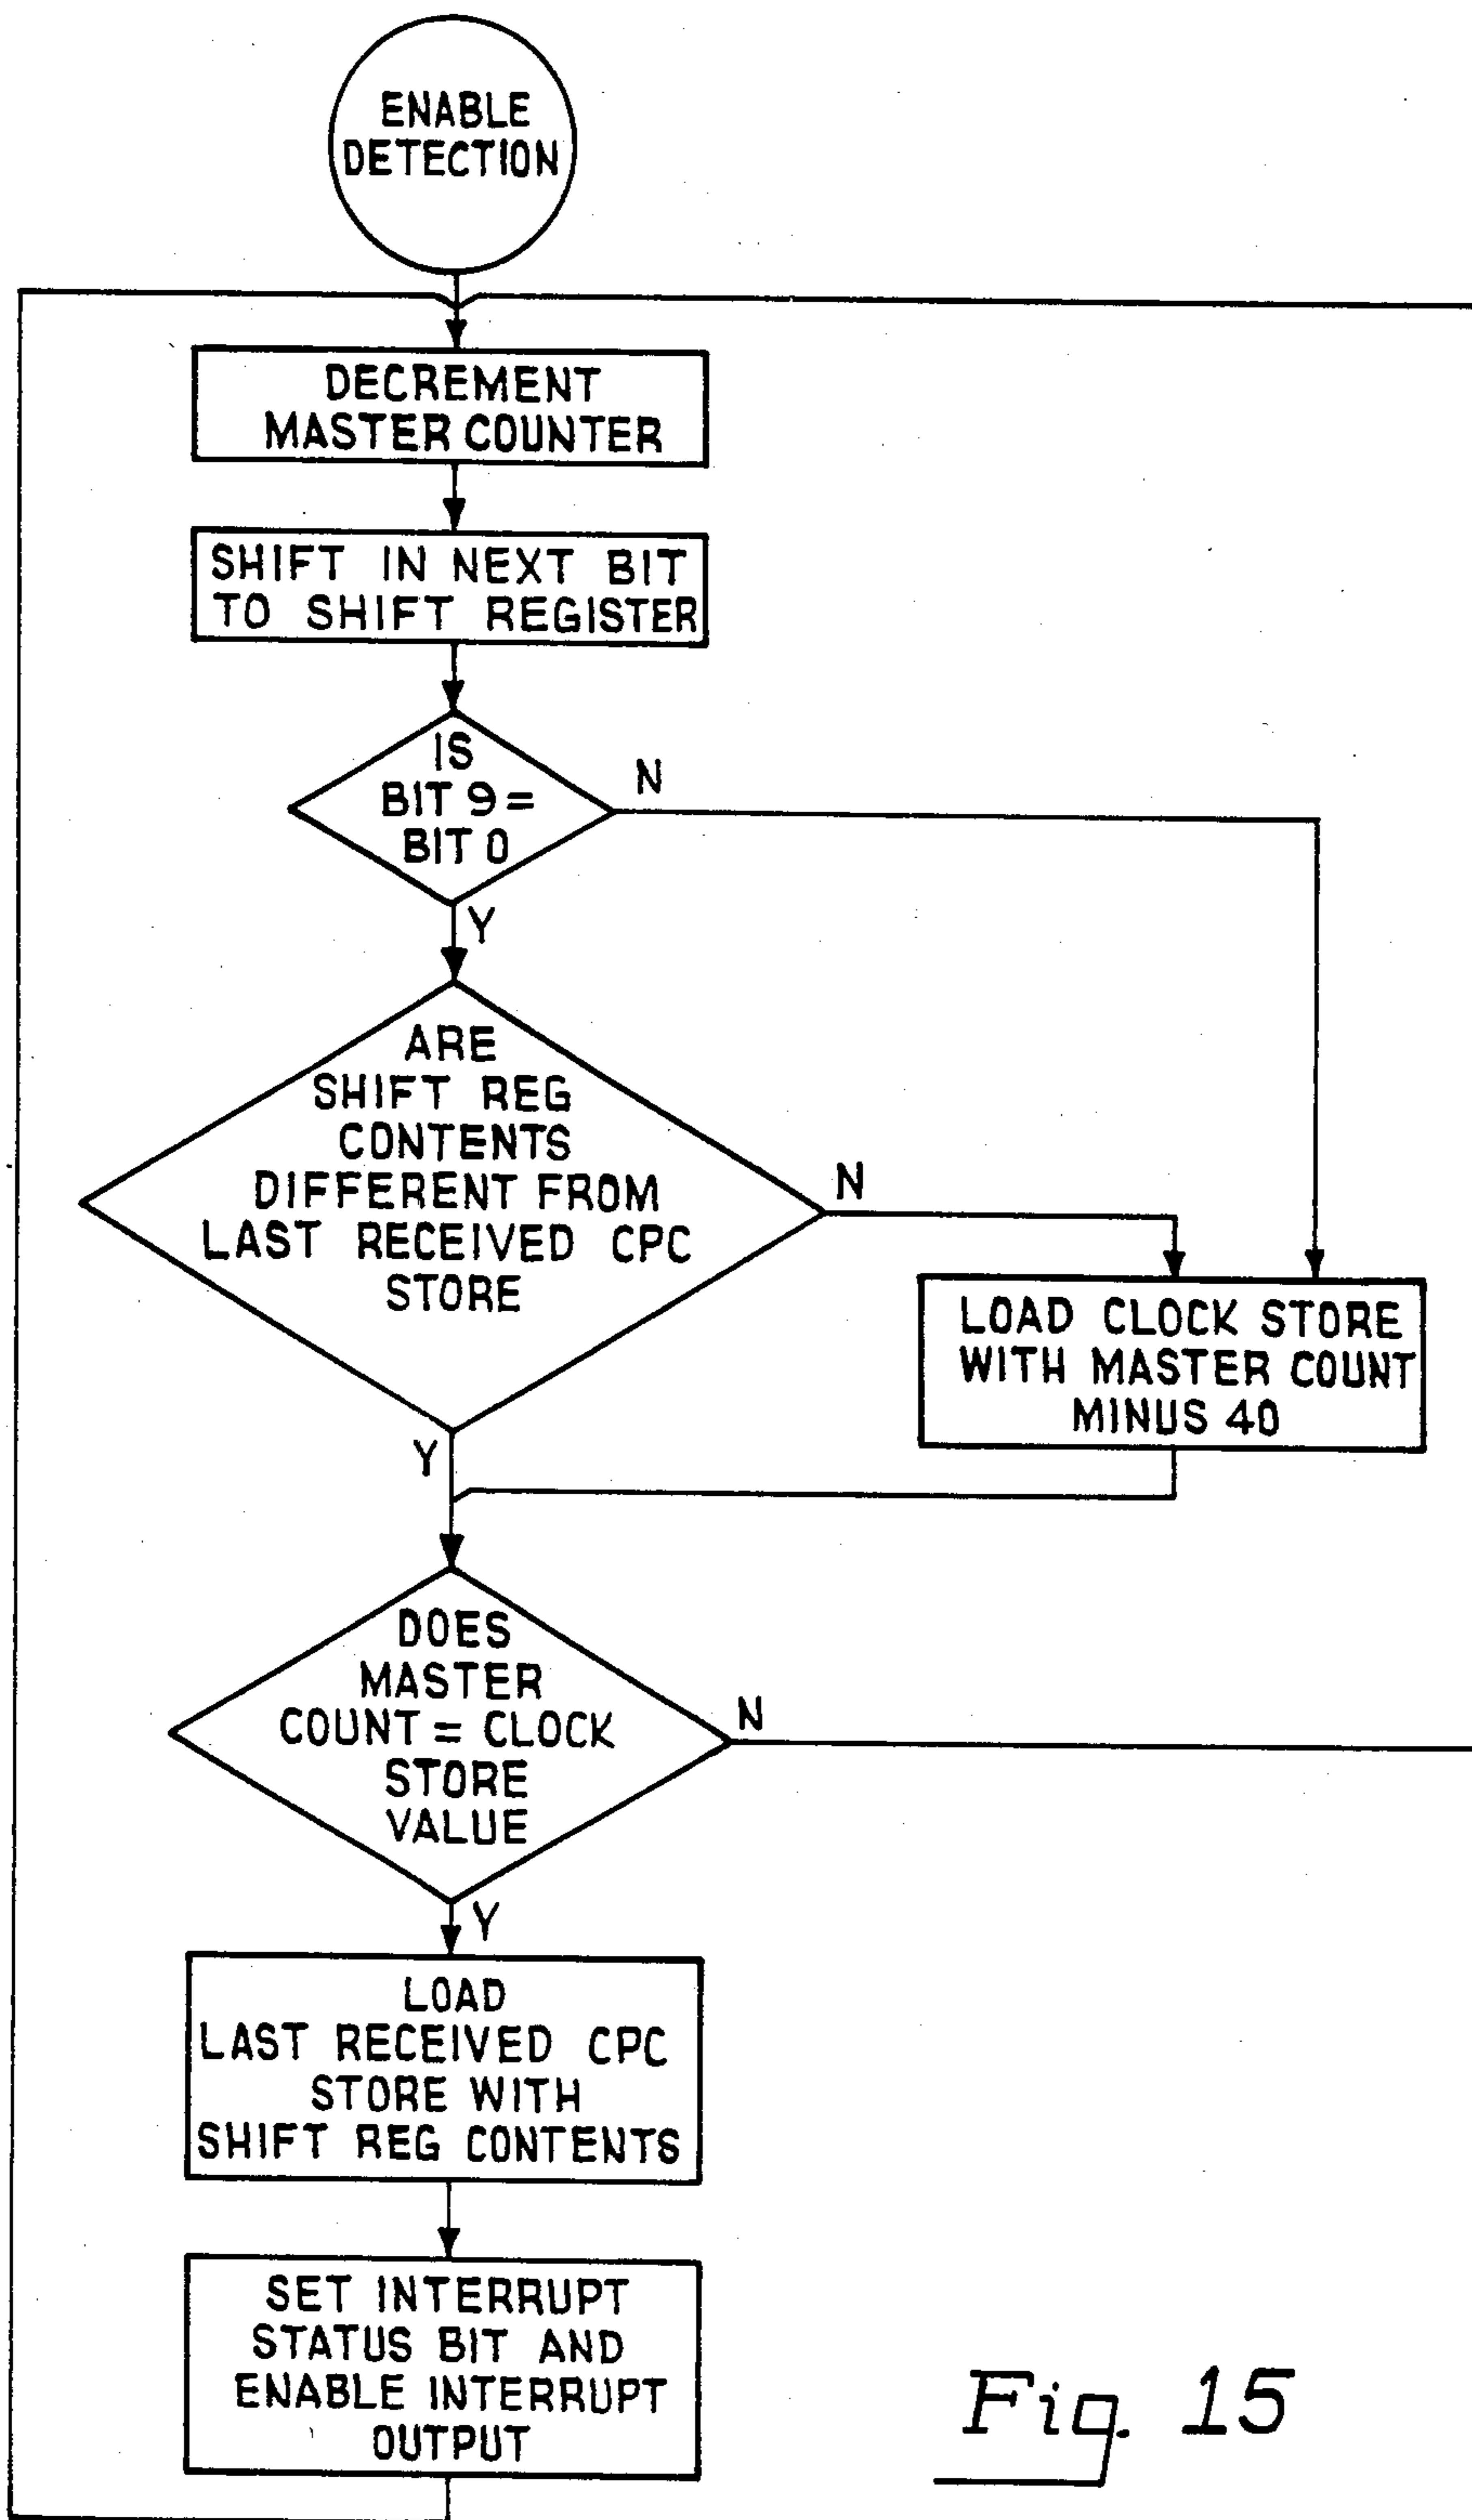 ENABLE
DETECTION
DECREMENT
MASTER COUNTER
SHIFT IN NEXT BIT
TO SHIFT REGISTER
IS
BIT 9 =
BIT 0
N
Y
ARE
SHIFT REG
CONTENTS
DIFFERENT FROM
LAST RECEIVED CPC
STORE
N
LOAD CLOCK STORE
WITH MASTER COUNT
MINUS 40
Y
DOES
MASTER
COUNT = CLOCK
STORE
VALUE
N
Y
LOAD
LAST RECEIVED CPC
STORE WITH
SHIFT REG CONTENTS
SET INTERRUPT
STATUS BIT AND
ENABLE INTERRUPT
OUTPUT
Fig. 15